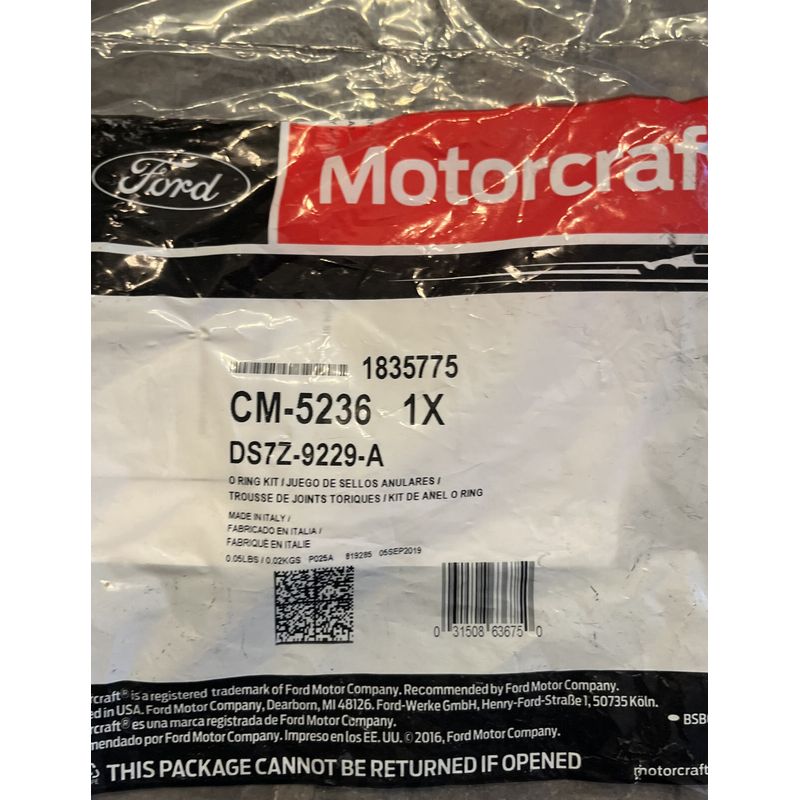 Ford
Motorcraf
1835775
CM-5236 1X
DS7Z-9229-A
O RING KIT / JUEGO DE SELLOS ANULARES /
TROUSSE DE JOINTS TORIQUES / KIT DE ANEL O RING
MADE IN ITALY /
FABRICADO EN ITALIA /
FABRIQUÉ EN ITALIE
0.05LBS / 0.02KGS P025A 819285 05SEP2019
0 31508 63675 0
rcraft® is a registered trademark of Ford Motor Company. Recommended by Ford Motor Company.
ed in USA. Ford Motor Company, Dearborn, MI 48126. Ford-Werke GmbH, Henry-Ford-Straße 1, 50735 Köln.
rcraft® es una marca registrada de Ford Motor Company.
mendado por Ford Motor Company. Impreso en los EE. UU. © 2016, Ford Motor Company.
THIS PACKAGE CANNOT BE RETURNED IF OPENED
motorcraft